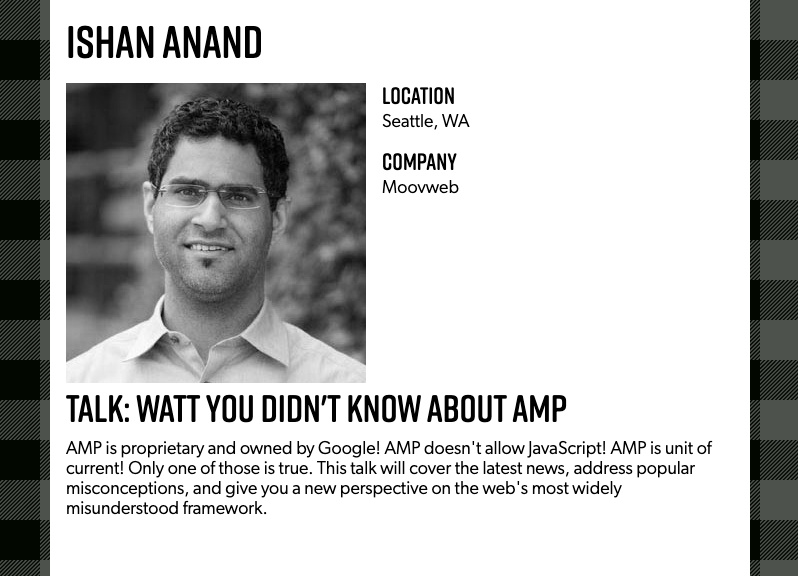 ISHAN ANAND
LOCATION
Seattle, WA
COMPANY
Moovweb
TALK: WATT YOU DIDN'T KNOW ABOUT AMP
AMP is proprietary and owned by Google! AMP doesn't allow JavaScript! AMP is unit of
current! Only one of those is true. This talk will cover the latest news, address popular
misconceptions, and give you a new perspective on the web's most widely
misunderstood framework.